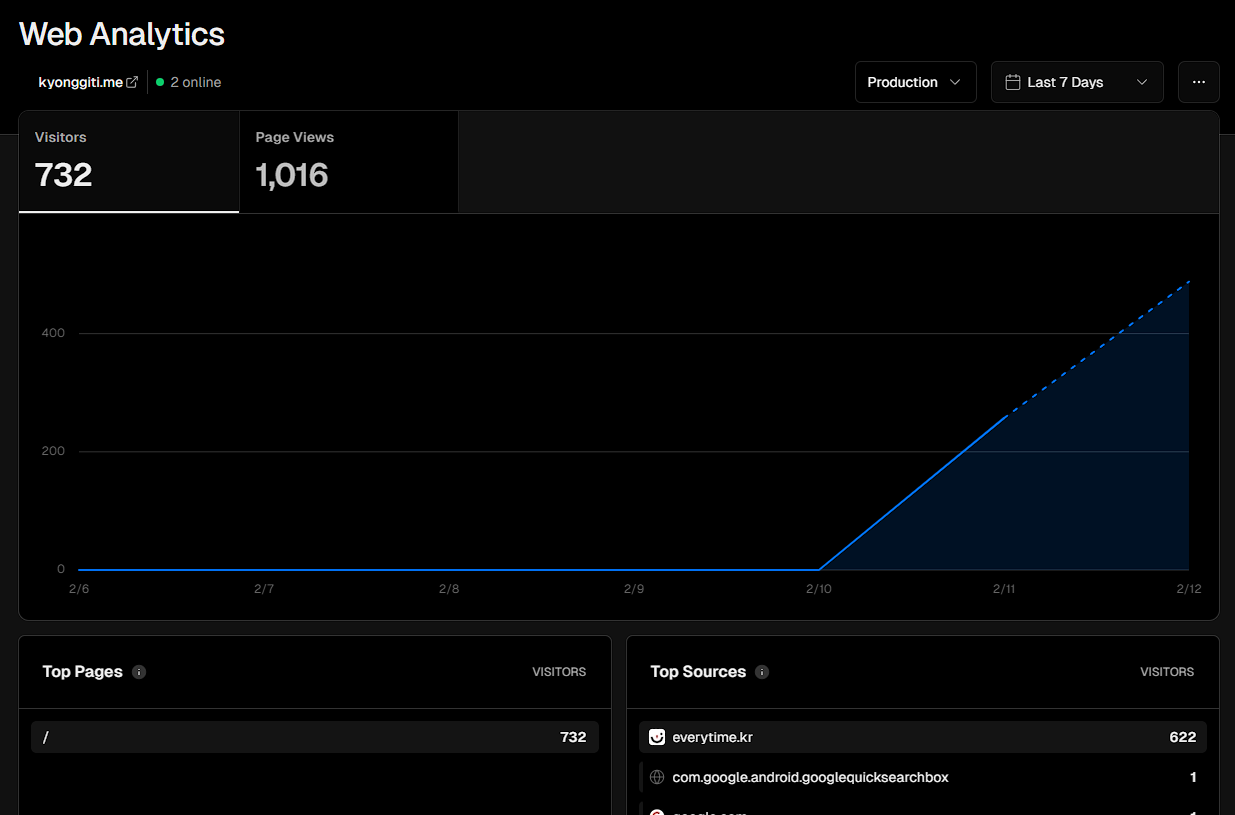 Web Analytics
kyonggiti.me
2 online
Production
Last 7 Days
Visitors
732
Page Views
1,016
400
200
0
2/6 2/7 2/8 2/9 2/10 2/11 2/12
Top Pages
VISITORS
/ 732
Top Sources
VISITORS
everytime.kr 622
com.google.android.googlequicksearchbox 1